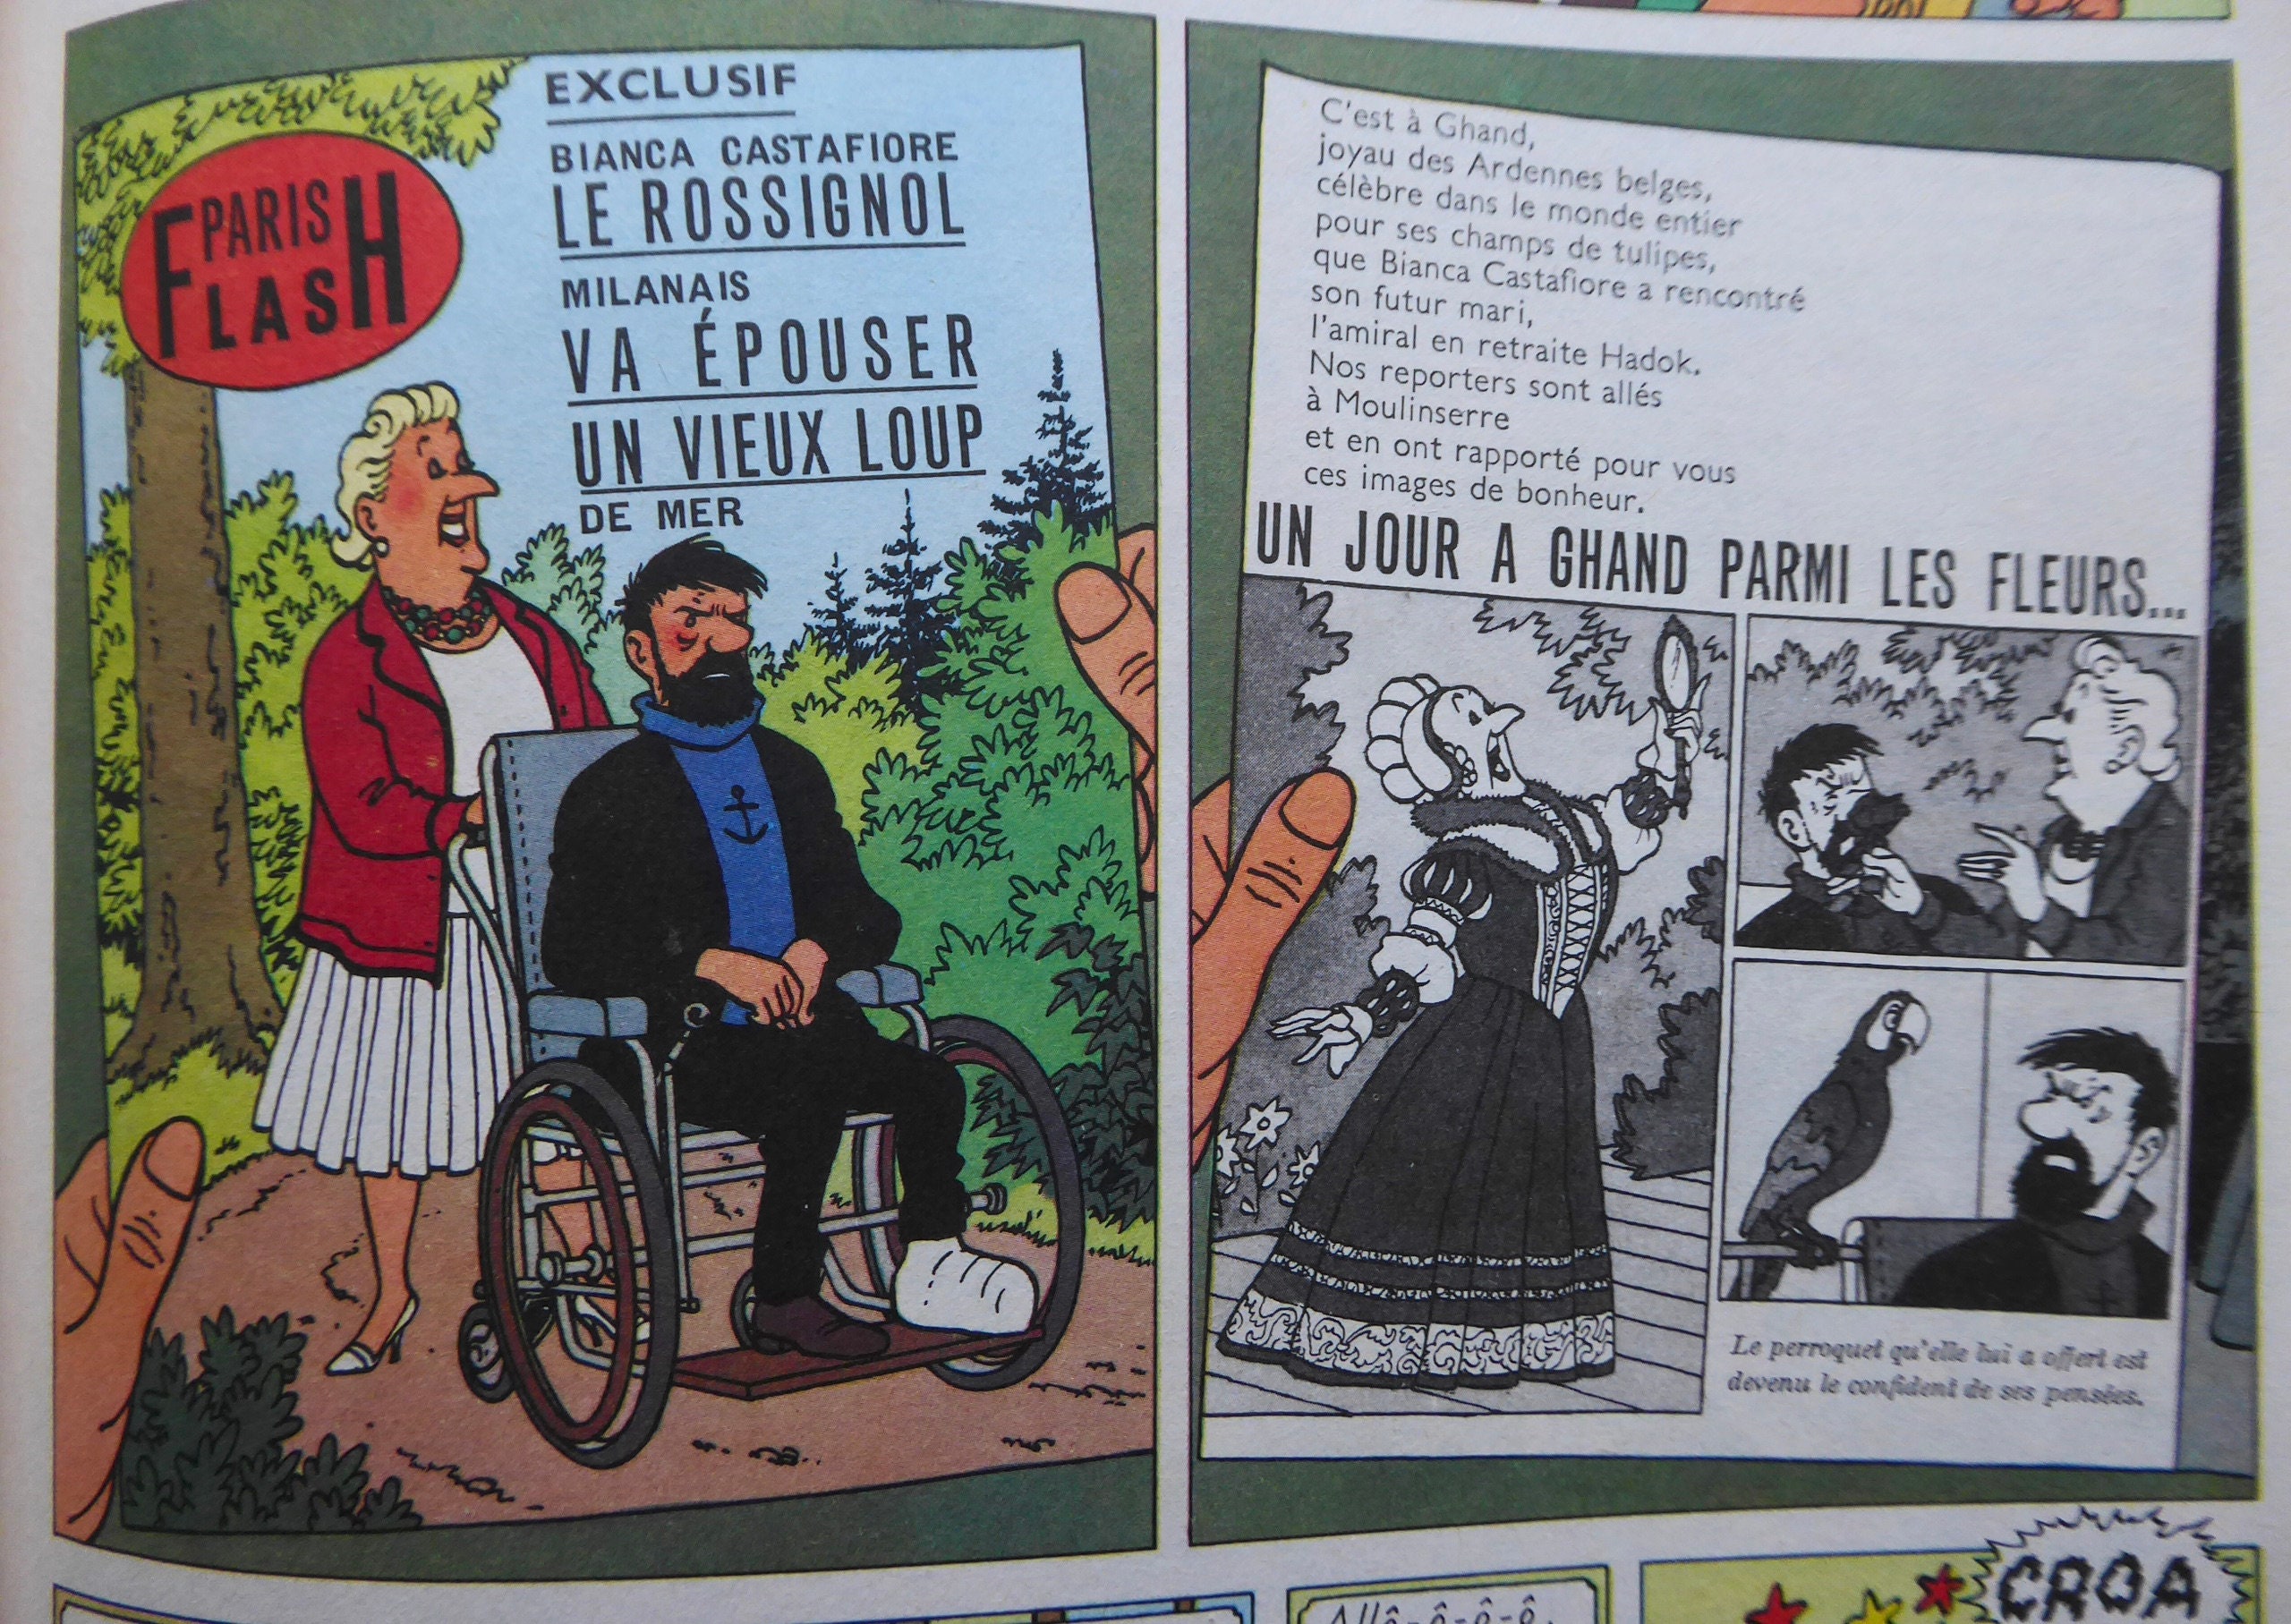 PARIS
FLASH
EXCLUSIF
BIANCA CASTAFIORE
LE ROSSIGNOL
MILANAIS
VA ÉPOUSER
UN VIEUX LOUP
DE MER
C'est à Ghand,
joyau des Ardennes belges,
célèbre dans le monde entier
pour ses champs de tulipes,
que Bianca Castafiore a rencontré
son futur mari,
l'amiral en retraite Hadok.
Nos reporters sont allés
à Moulinserre
et en ont rapporté pour vous
ces images de bonheur.
UN JOUR A GHAND PARMI LES FLEURS...
Le perroquet qu'elle lui a offert est
devenu le confident de ses pensées.
Allô-ô-ô-ô,
CROA